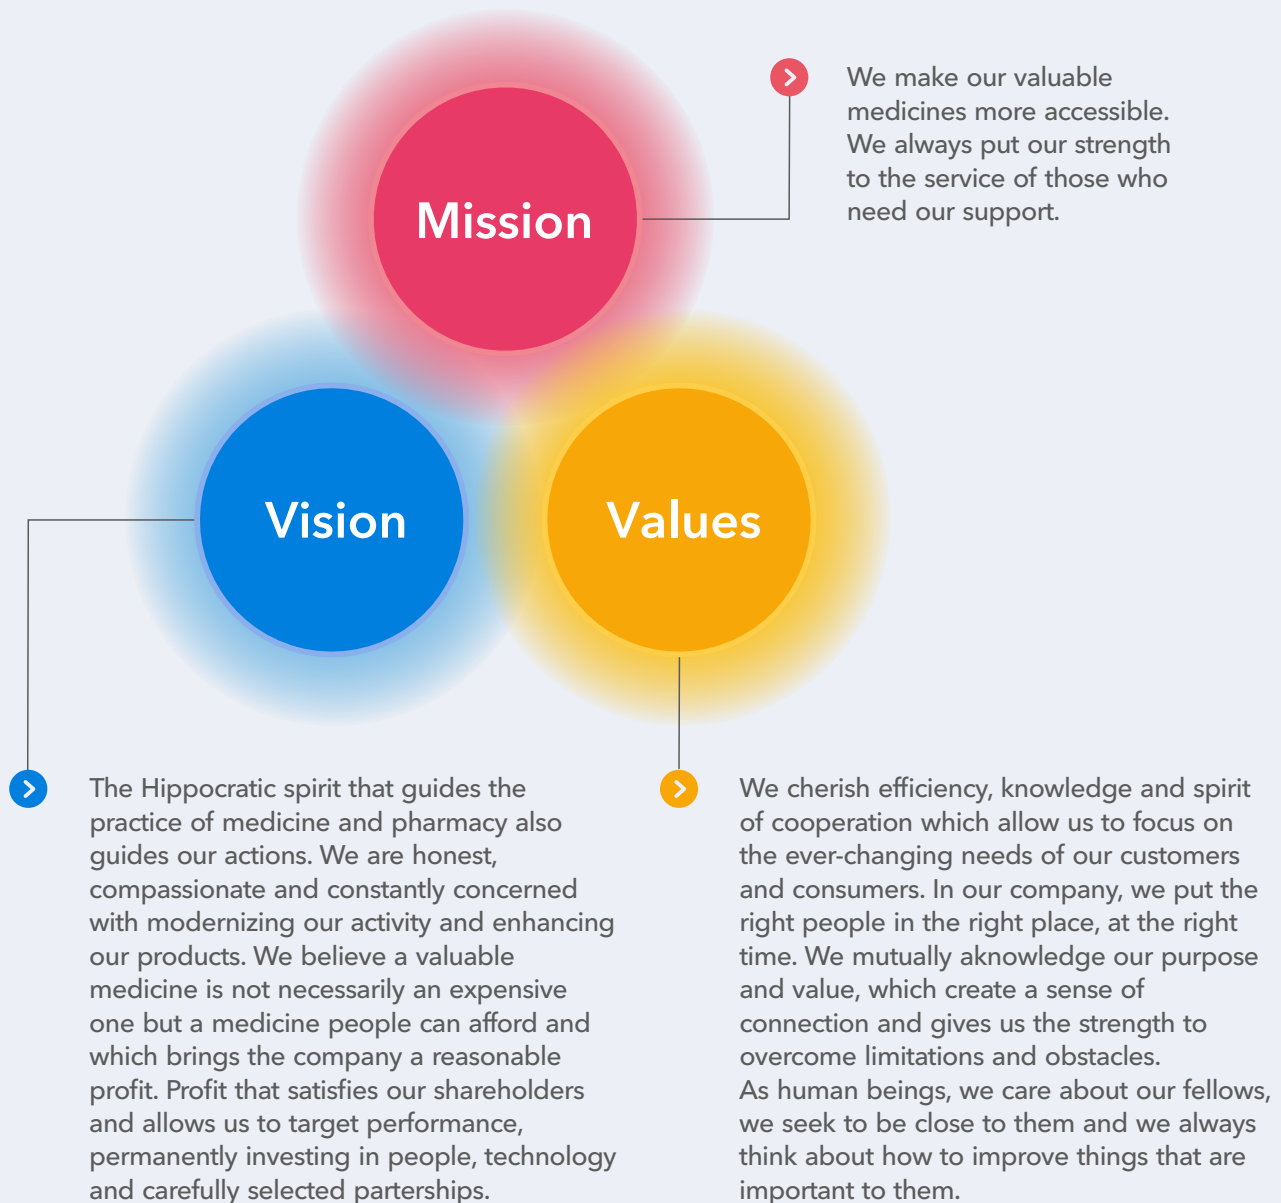 We make our valuable
medicines more accessible.
We always put our strength
to the service of those who
need our support.
Mission
Vision
Values
The Hippocratic spirit that guides the
practice of medicine and pharmacy also
guides our actions. We are honest,
compassionate and constantly concerned
with modernizing our activity and enhancing
our products. We believe a valuable
medicine is not necessarily an expensive
one but a medicine people can afford and
which brings the company a reasonable
profit. Profit that satisfies our shareholders
and allows us to target performance,
permanently investing in people, technology
and carefully selected parterships.
We cherish efficiency, knowledge and spirit
of cooperation which allow us to focus on
the ever-changing needs of our customers
and consumers. In our company, we put the
right people in the right place, at the right
time. We mutually aknowledge our purpose
and value, which create a sense of
connection and gives us the strength to
overcome limitations and obstacles.
As human beings, we care about our fellows,
we seek to be close to them and we always
think about how to improve things that are
important to them.